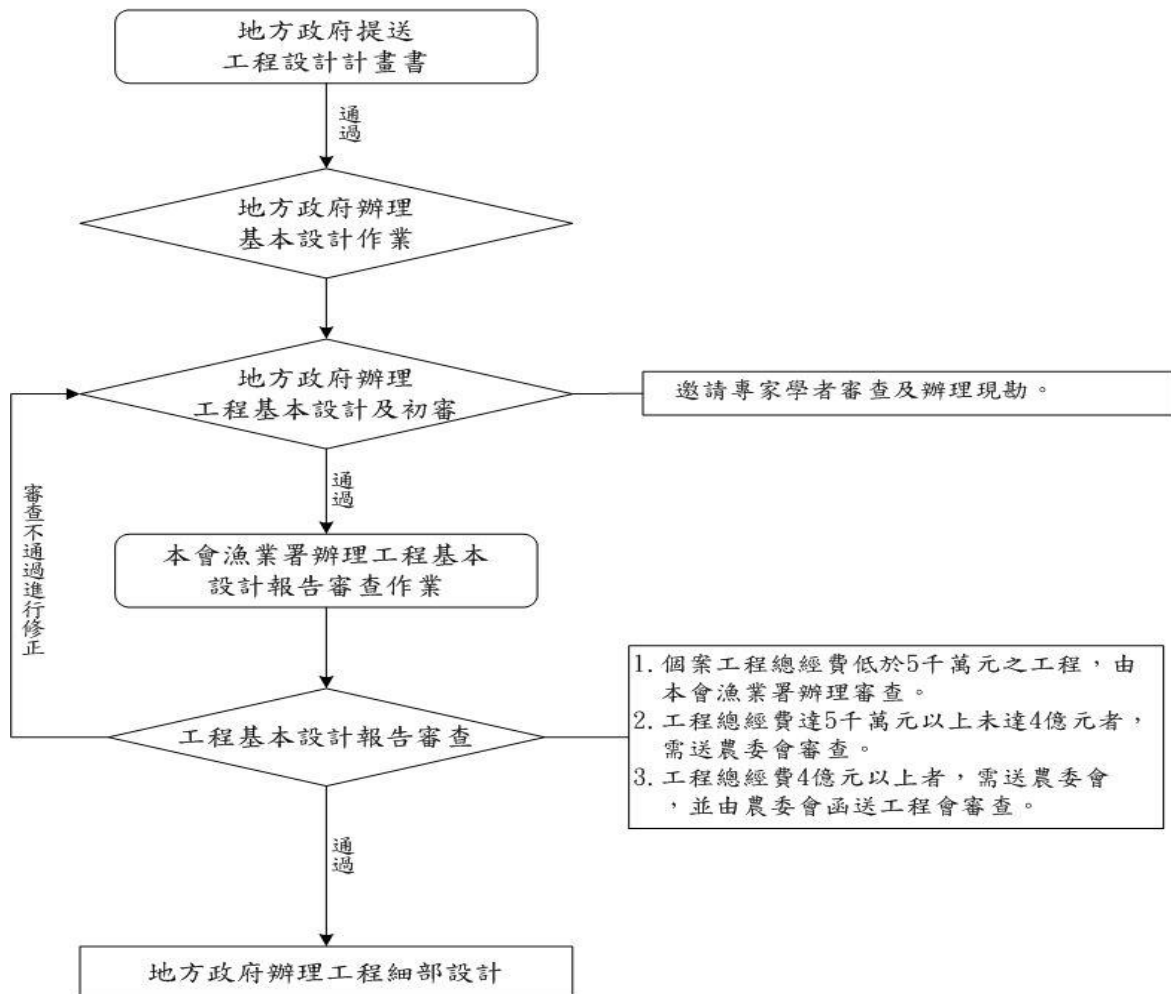 地方政府提送
工程設計計畫書
通過
地方政府辦理
基本設計作業
地方政府辦理
工程基本設計及初審
邀請專家學者審查及辦理現勘。
通過
審查不通過進行修正
本會漁業署辦理工程基本
設計報告審查作業
工程基本設計報告審查
1. 個案工程總經費低於5千萬元之工程，由
本會漁業署辦理審查。
2. 工程總經費達5千萬元以上未達4億元者，
需送農委會審查。
3. 工程總經費4億元以上者，需送農委會
，並由農委會函送工程會審查。
通過
地方政府辦理工程細部設計